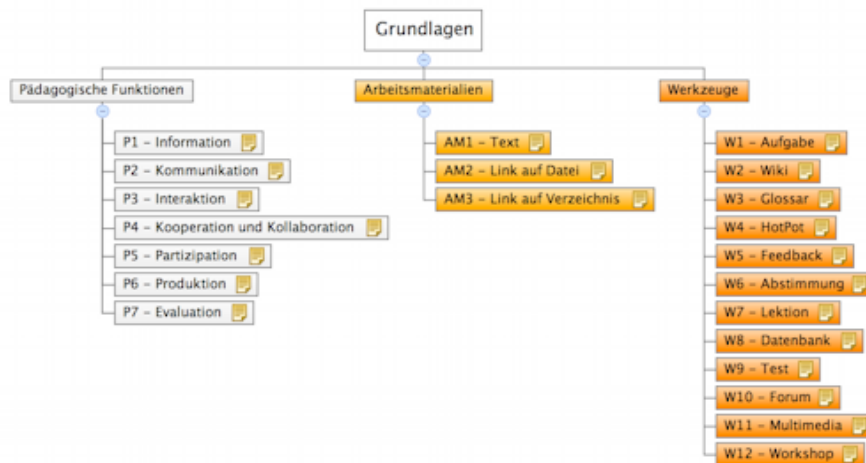 Grundlagen
Pädagogische Funktionen
P1 – Information
P2 – Kommunikation
P3 – Interaktion
P4 – Kooperation und Kollaboration
P5 – Partizipation
P6 – Produktion
P7 – Evaluation
Arbeitsmaterialien
AM1 – Text
AM2 – Link auf Datei
AM3 – Link auf Verzeichnis
Werkzeuge
W1 – Aufgabe
W2 – Wiki
W3 – Glossar
W4 – HotPot
W5 – Feedback
W6 – Abstimmung
W7 – Lektion
W8 – Datenbank
W9 – Test
W10 – Forum
W11 – Multimedia
W12 – Workshop